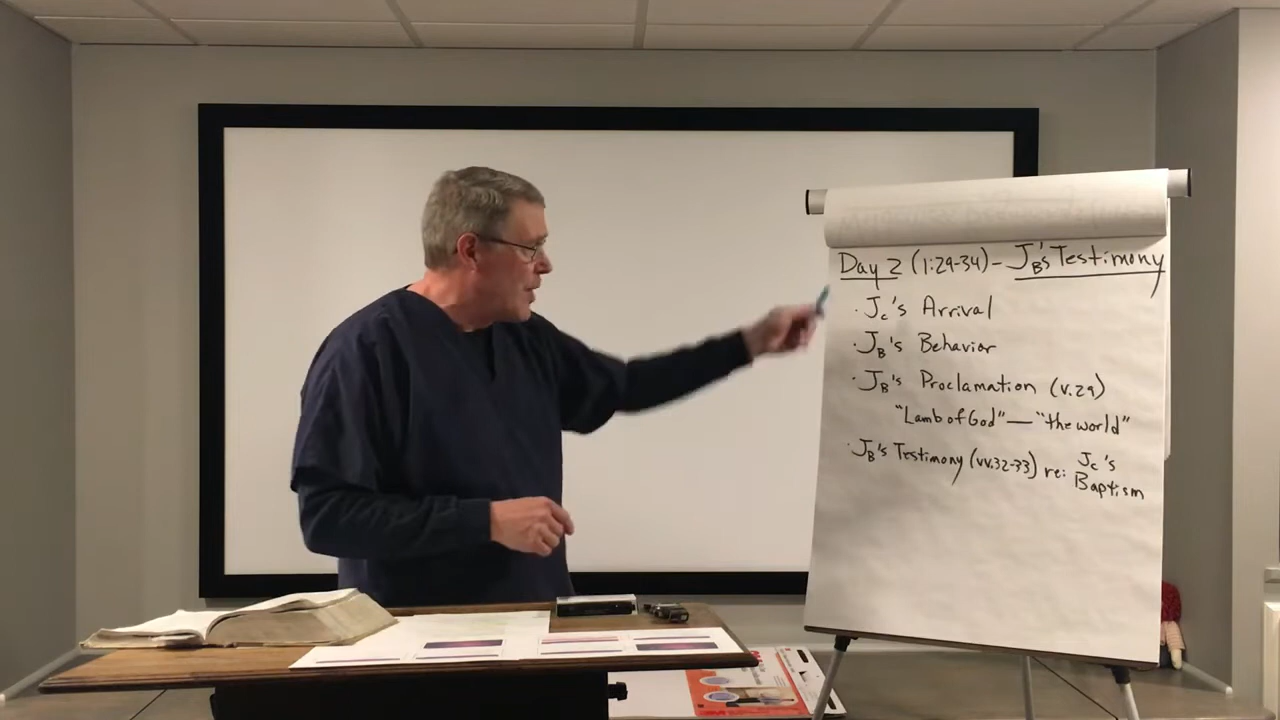 Day 2 (1:29-34) - JB's Testimony
· Jc's Arrival
· JB's Behavior
· JB's Proclamation (v.29)
"Lamb of God" — "the world"
· JB's Testimony (vv.32-33) re: Jc's
Baptism